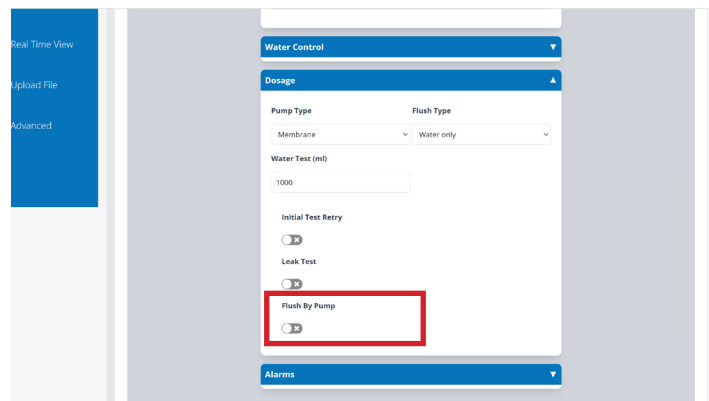 Real Time View
Upload File
Advanced
Water Control
Dosage
Pump Type
Flush Type
Membrane
Water only
Water Test (ml)
1000
Initial Test Retry
Leak Test
Flush By Pump
Alarms